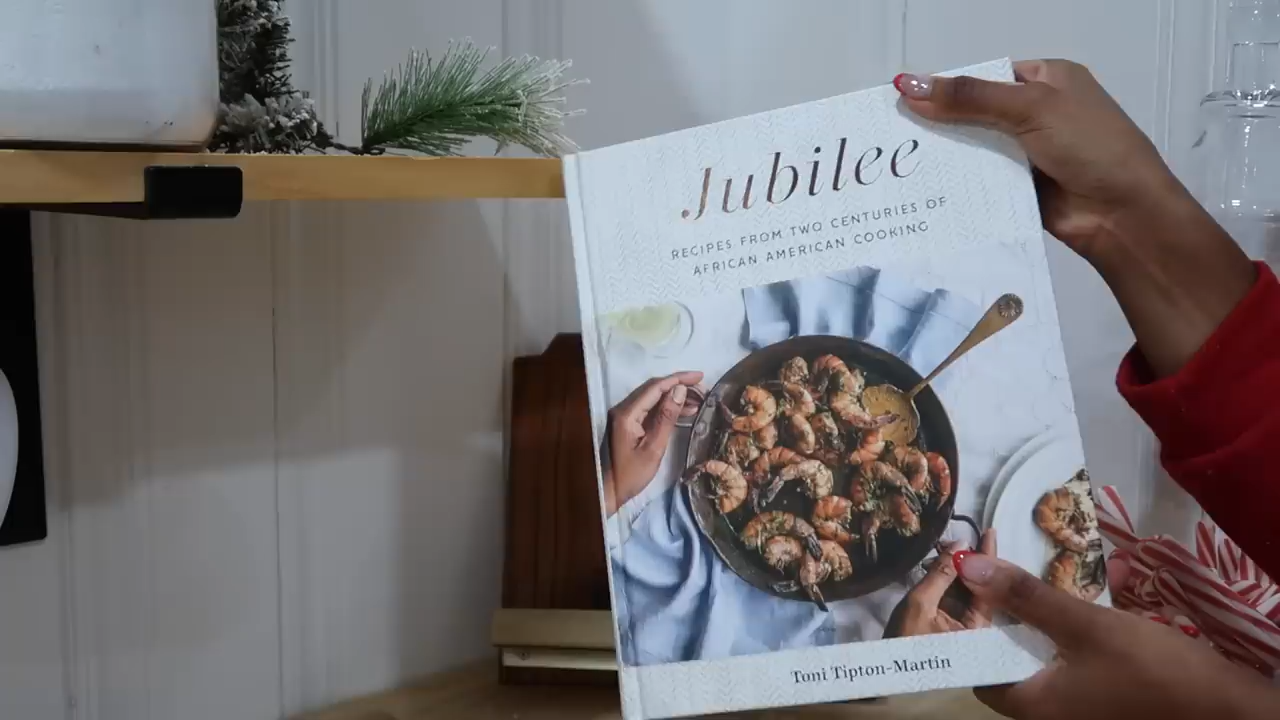 Jubilee
RECIPES FROM TWO CENTURIES OF
AFRICAN AMERICAN COOKING
Toni Tipton-Martin